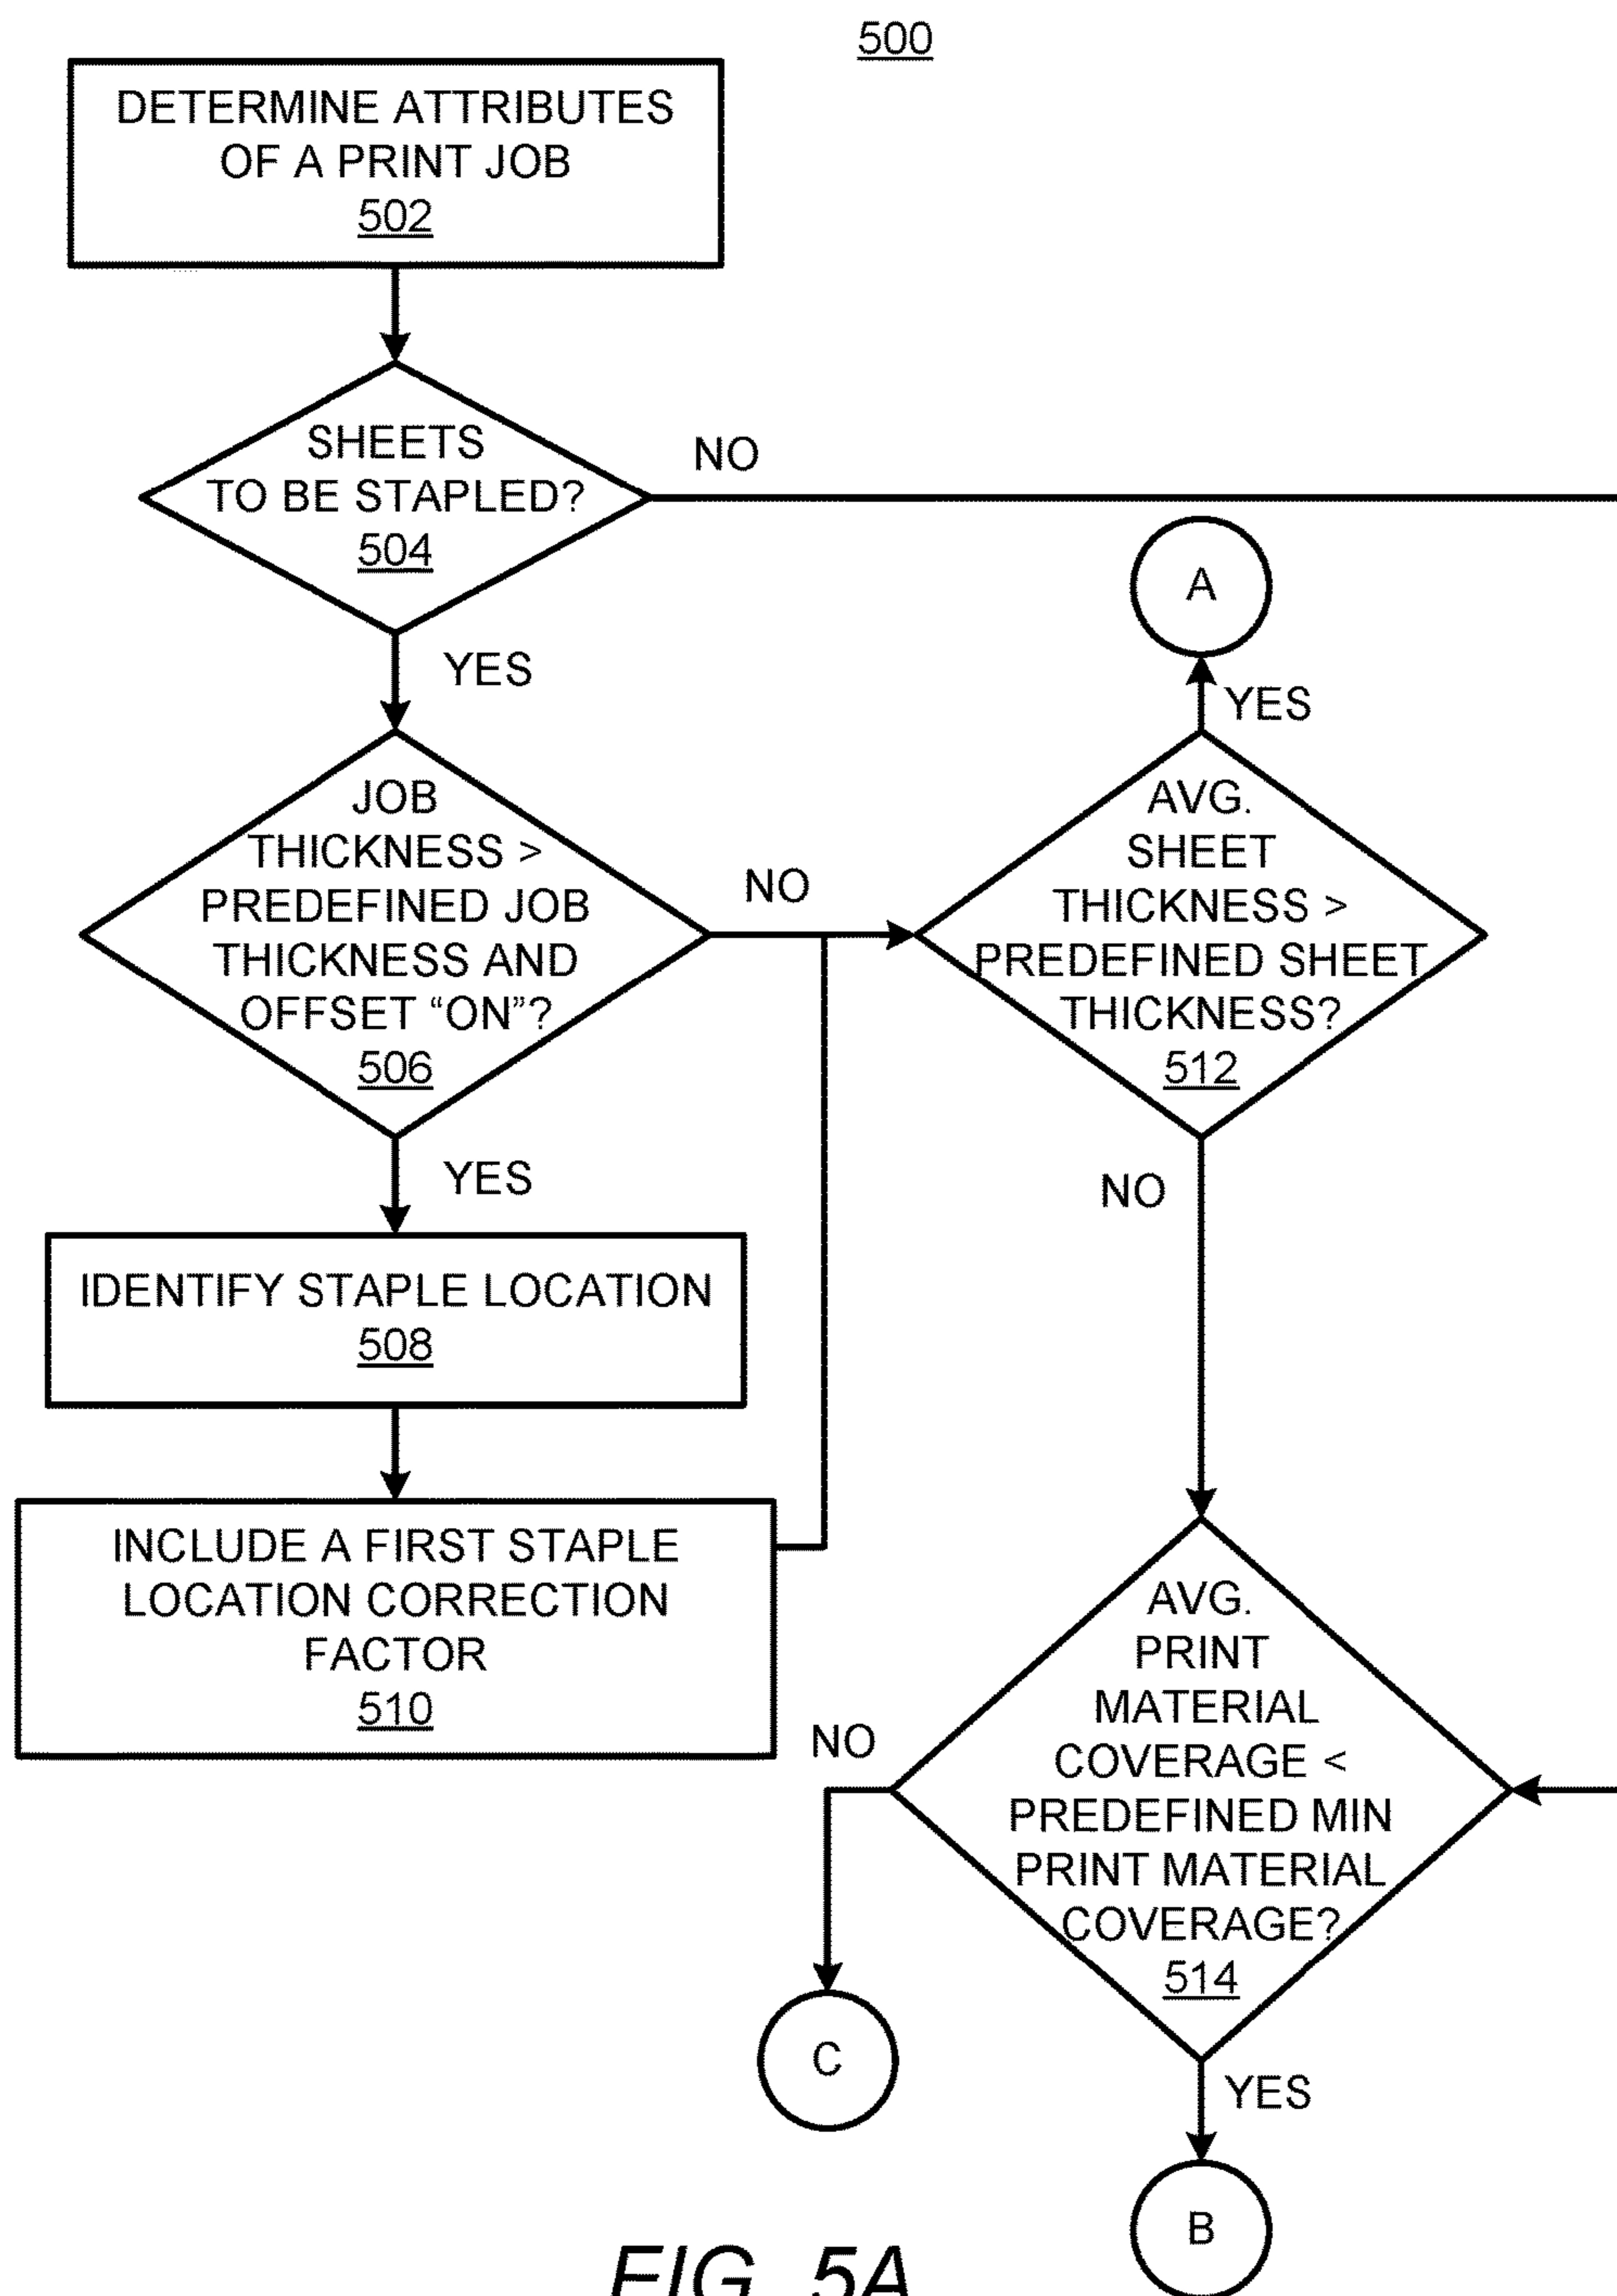 500
DETERMINE ATTRIBUTES
OF A PRINT JOB
502
SHEETS
TO BE STAPLED?
504
NO
YES
JOB
THICKNESS >
PREDEFINED JOB
THICKNESS AND
OFFSET “ON”?
506
NO
YES
IDENTIFY STAPLE LOCATION
508
INCLUDE A FIRST STAPLE
LOCATION CORRECTION
FACTOR
510
A
YES
AVG.
SHEET
THICKNESS >
PREDEFINED SHEET
THICKNESS?
512
NO
AVG.
PRINT
MATERIAL
COVERAGE <
PREDEFINED MIN
PRINT MATERIAL
COVERAGE?
514
NO
C
YES
B
FIG. 5A